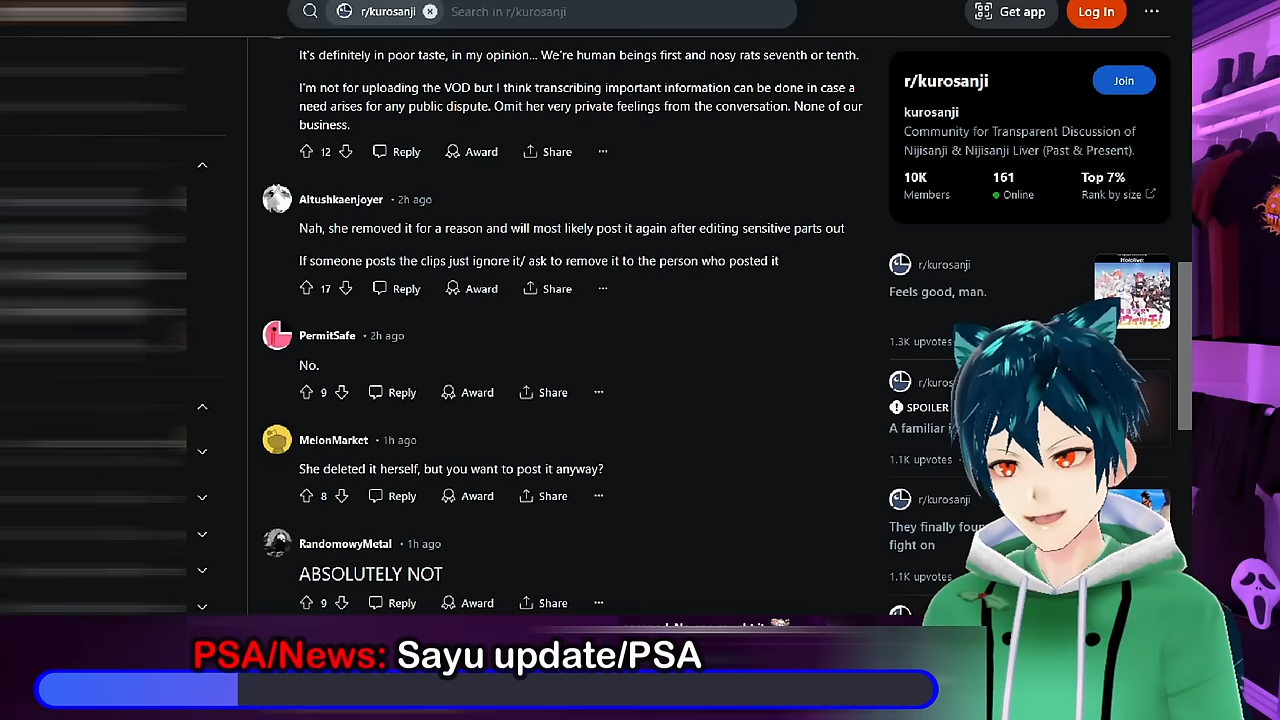 r/kurosanji
Search in r/kurosanji
Get app
Log In
It's definitely in poor taste, in my opinion... We're human beings first and nosy rats seventh or tenth.
I'm not for uploading the VOD but I think transcribing important information can be done in case a
need arises for any public dispute. Omit her very private feelings from the conversation. None of our
business.
12
Reply
Award
Share
Altushkaenjoyer • 2h ago
Nah, she removed it for a reason and will most likely post it again after editing sensitive parts out
If someone posts the clips just ignore it/ ask to remove it to the person who posted it
17
Reply
Award
Share
PermitSafe • 2h ago
No.
9
Reply
Award
Share
MelonMarket • 1h ago
She deleted it herself, but you want to post it anyway?
8
Reply
Award
Share
RandomowyMetal • 1h ago
ABSOLUTELY NOT
9
Reply
Award
Share
r/kurosanji
Join
kurosanji
Community for Transparent Discussion of
Nijisanji & Nijisanji Liver (Past & Present).
10K
161
Top 7%
Members
Online
Rank by size
r/kurosanji
Feels good, man.
Hololive:
1.3K upvotes
r/kuros
SPOILER
A familiar
1.1K upvotes
r/kurosanji
They finally foun
fight on
1.1K upvotes
PSA/News: Sayu update/PSA